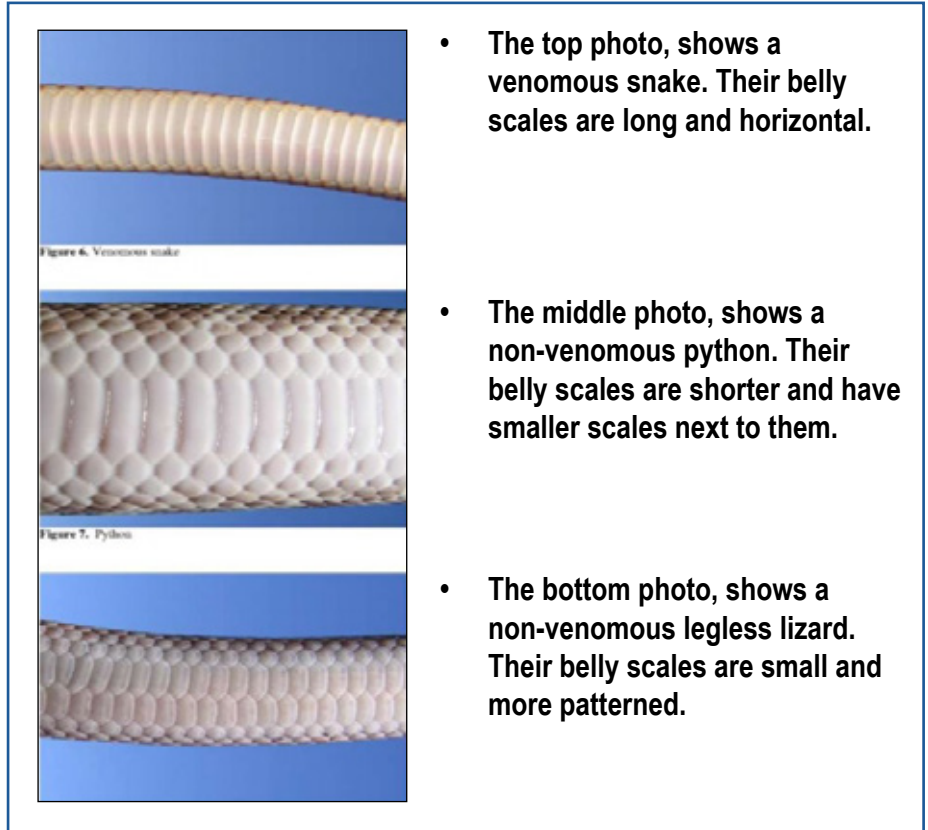 • The top photo, shows a
venomous snake. Their belly
scales are long and horizontal.
Figure 6. Venomous snake
• The middle photo, shows a
non-venomous python. Their
belly scales are shorter and have
smaller scales next to them.
Figure 7. Python
• The bottom photo, shows a
non-venomous legless lizard.
Their belly scales are small and
more patterned.